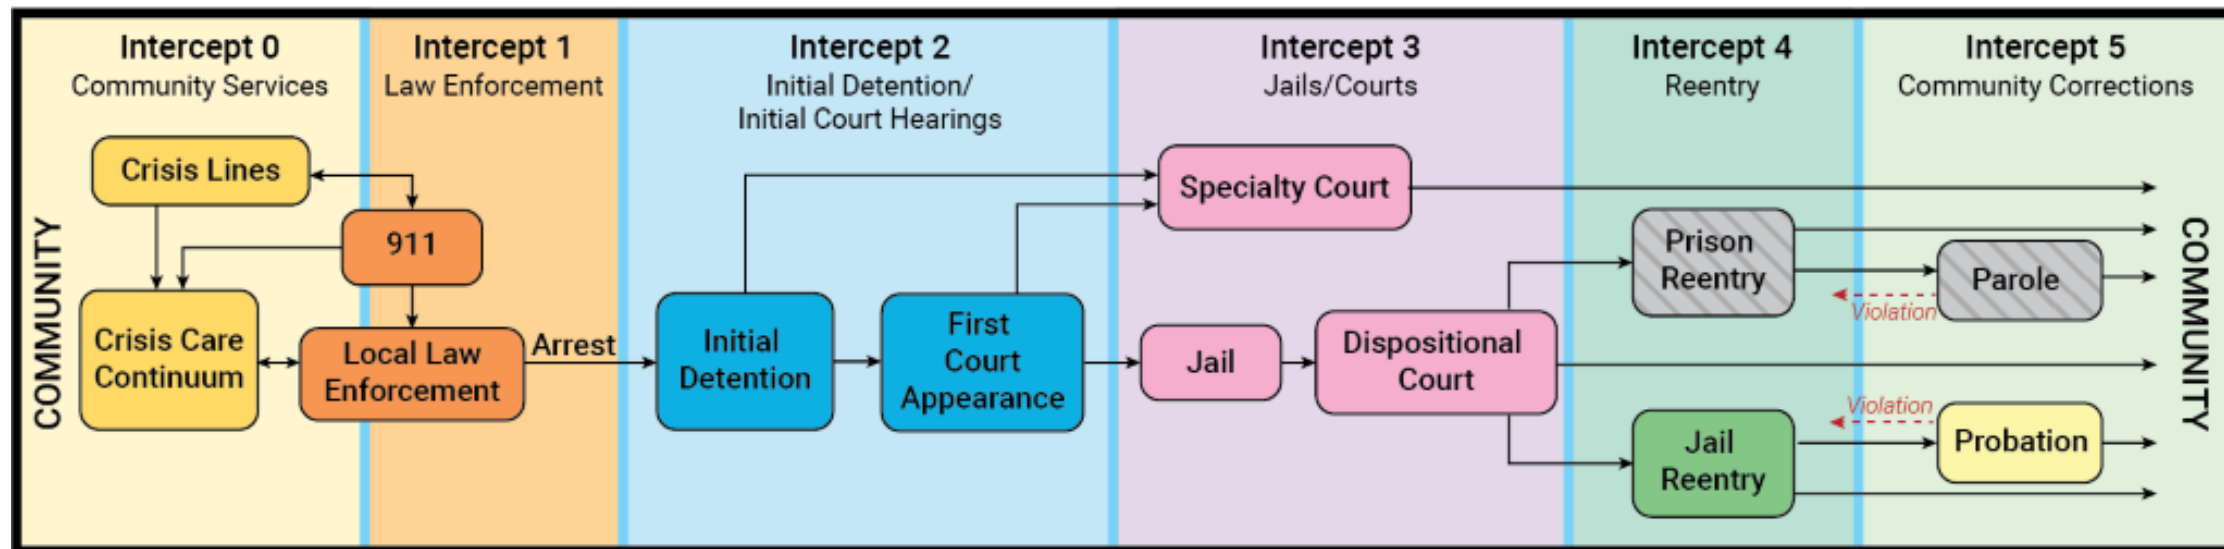 Intercept 0
Community Services
Intercept 1
Law Enforcement
Intercept 2
Initial Detention/
Initial Court Hearings
Intercept 3
Jails/Courts
Intercept 4
Reentry
Intercept 5
Community Corrections
COMMUNITY
Crisis Lines
911
Crisis Care
Continuum
Local Law
Enforcement
Arrest
Initial
Detention
First
Court
Appearance
Specialty Court
Jail
Dispositional
Court
Prison
Reentry
Parole
Violation
Jail
Reentry
Violation
Probation
COMMUNITY